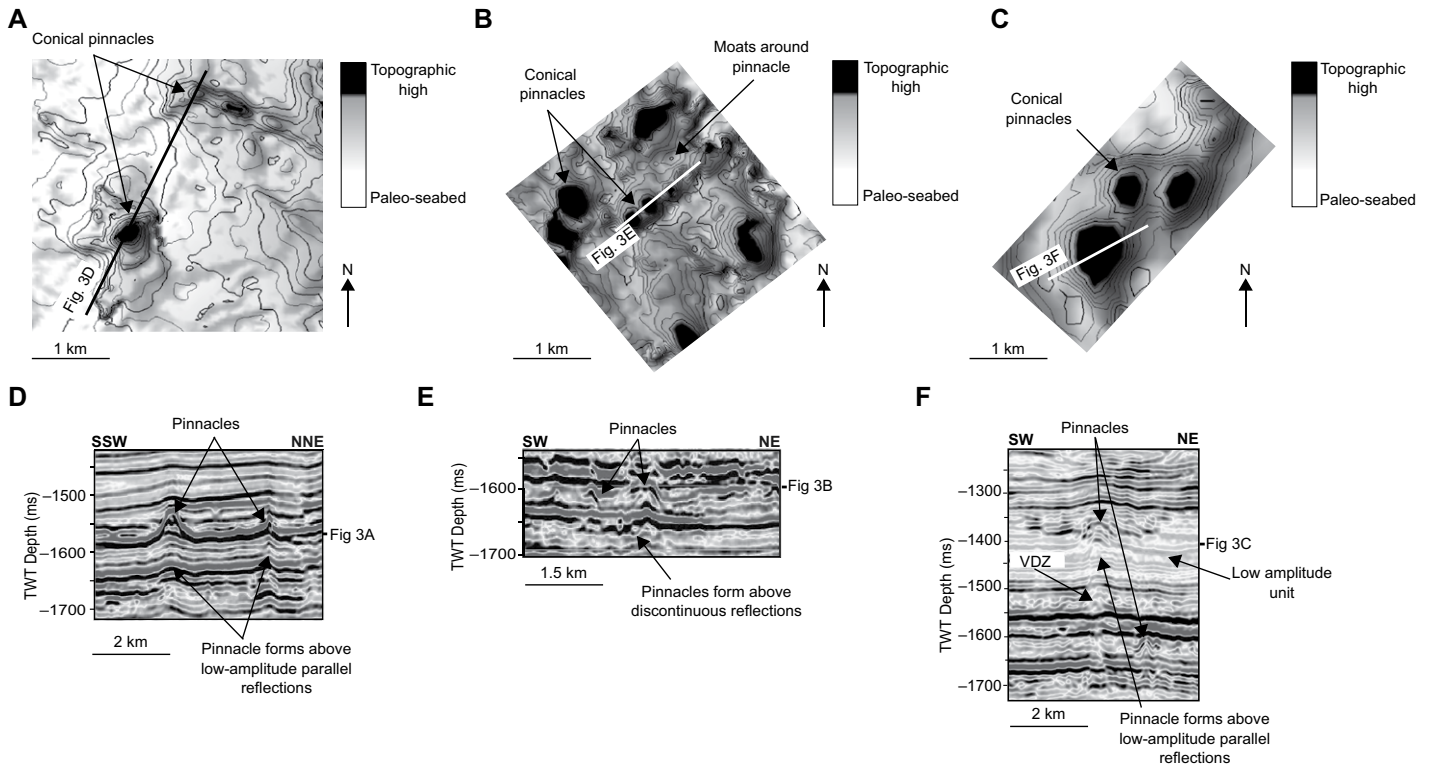 A
Conical pinnacles
Topographic
high
Paleo-seabed
Fig. 3D
N
1 km
B
Conical
pinnacles
Moats around
pinnacle
Topographic
high
Paleo-seabed
Fig. 3E
N
1 km
C
Conical
pinnacles
Topographic
high
Paleo-seabed
Fig. 3F
N
1 km
D
Pinnacles
SSW
NNE
TWT Depth (ms)
–1500
–1600
–1700
Fig 3A
2 km
Pinnacle forms above
low-amplitude parallel
reflections
E
Pinnacles
SW
NE
TWT Depth (ms)
–1600
–1700
Fig 3B
1.5 km
Pinnacles form above
discontinuous reflections
F
Pinnacles
SW
NE
TWT Depth (ms)
–1300
–1400
–1500
–1600
–1700
VDZ
Fig 3C
Low amplitude
unit
2 km
Pinnacle forms above
low-amplitude parallel
reflections